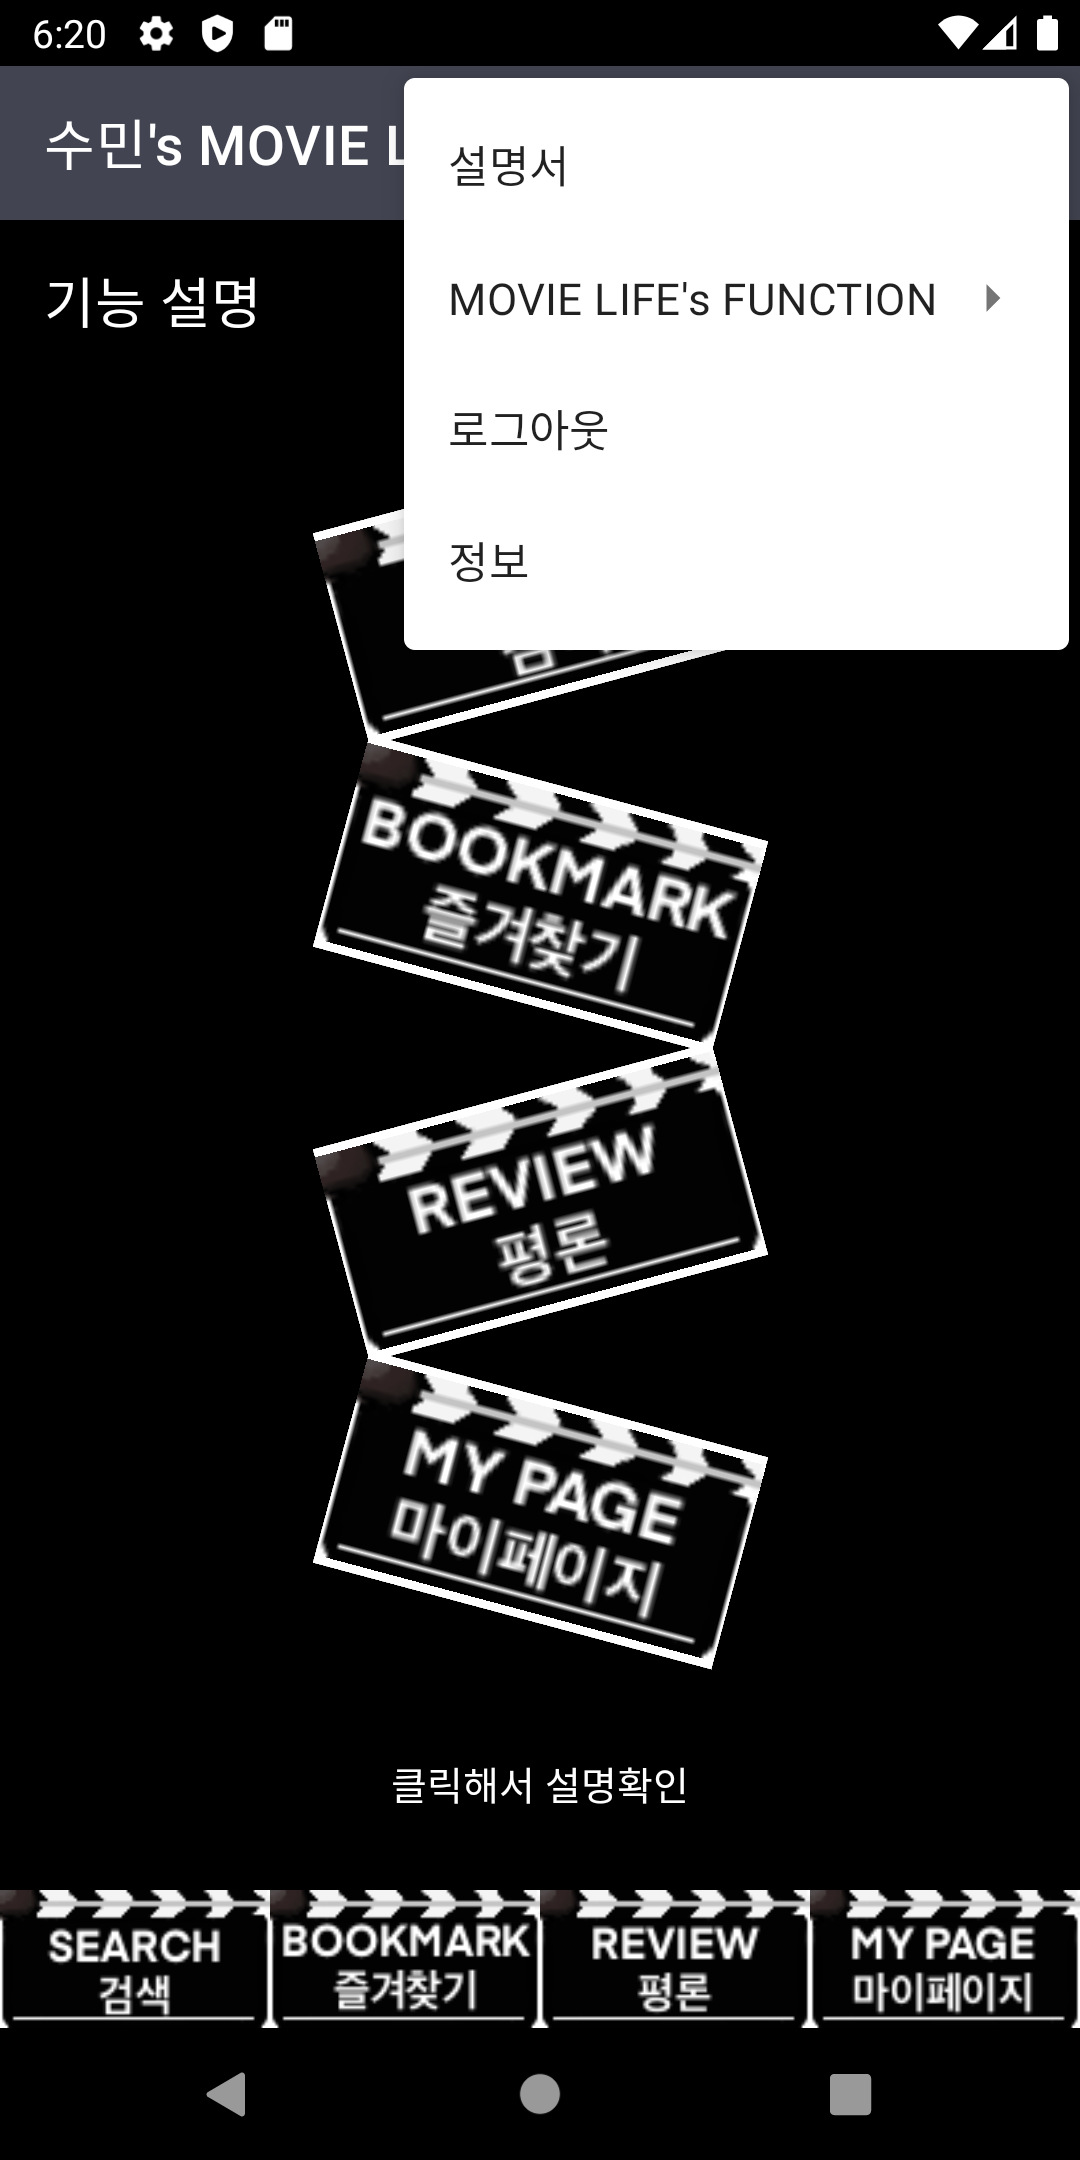 6:20
수민's MOVIE L
설명서
MOVIE LIFE's FUNCTION
로그아웃
정보
기능 설명
BOOKMARK
즐겨찾기
REVIEW
평론
MY PAGE
마이페이지
클릭해서 설명확인
SEARCH
검색
BOOKMARK
즐겨찾기
REVIEW
평론
MY PAGE
마이페이지